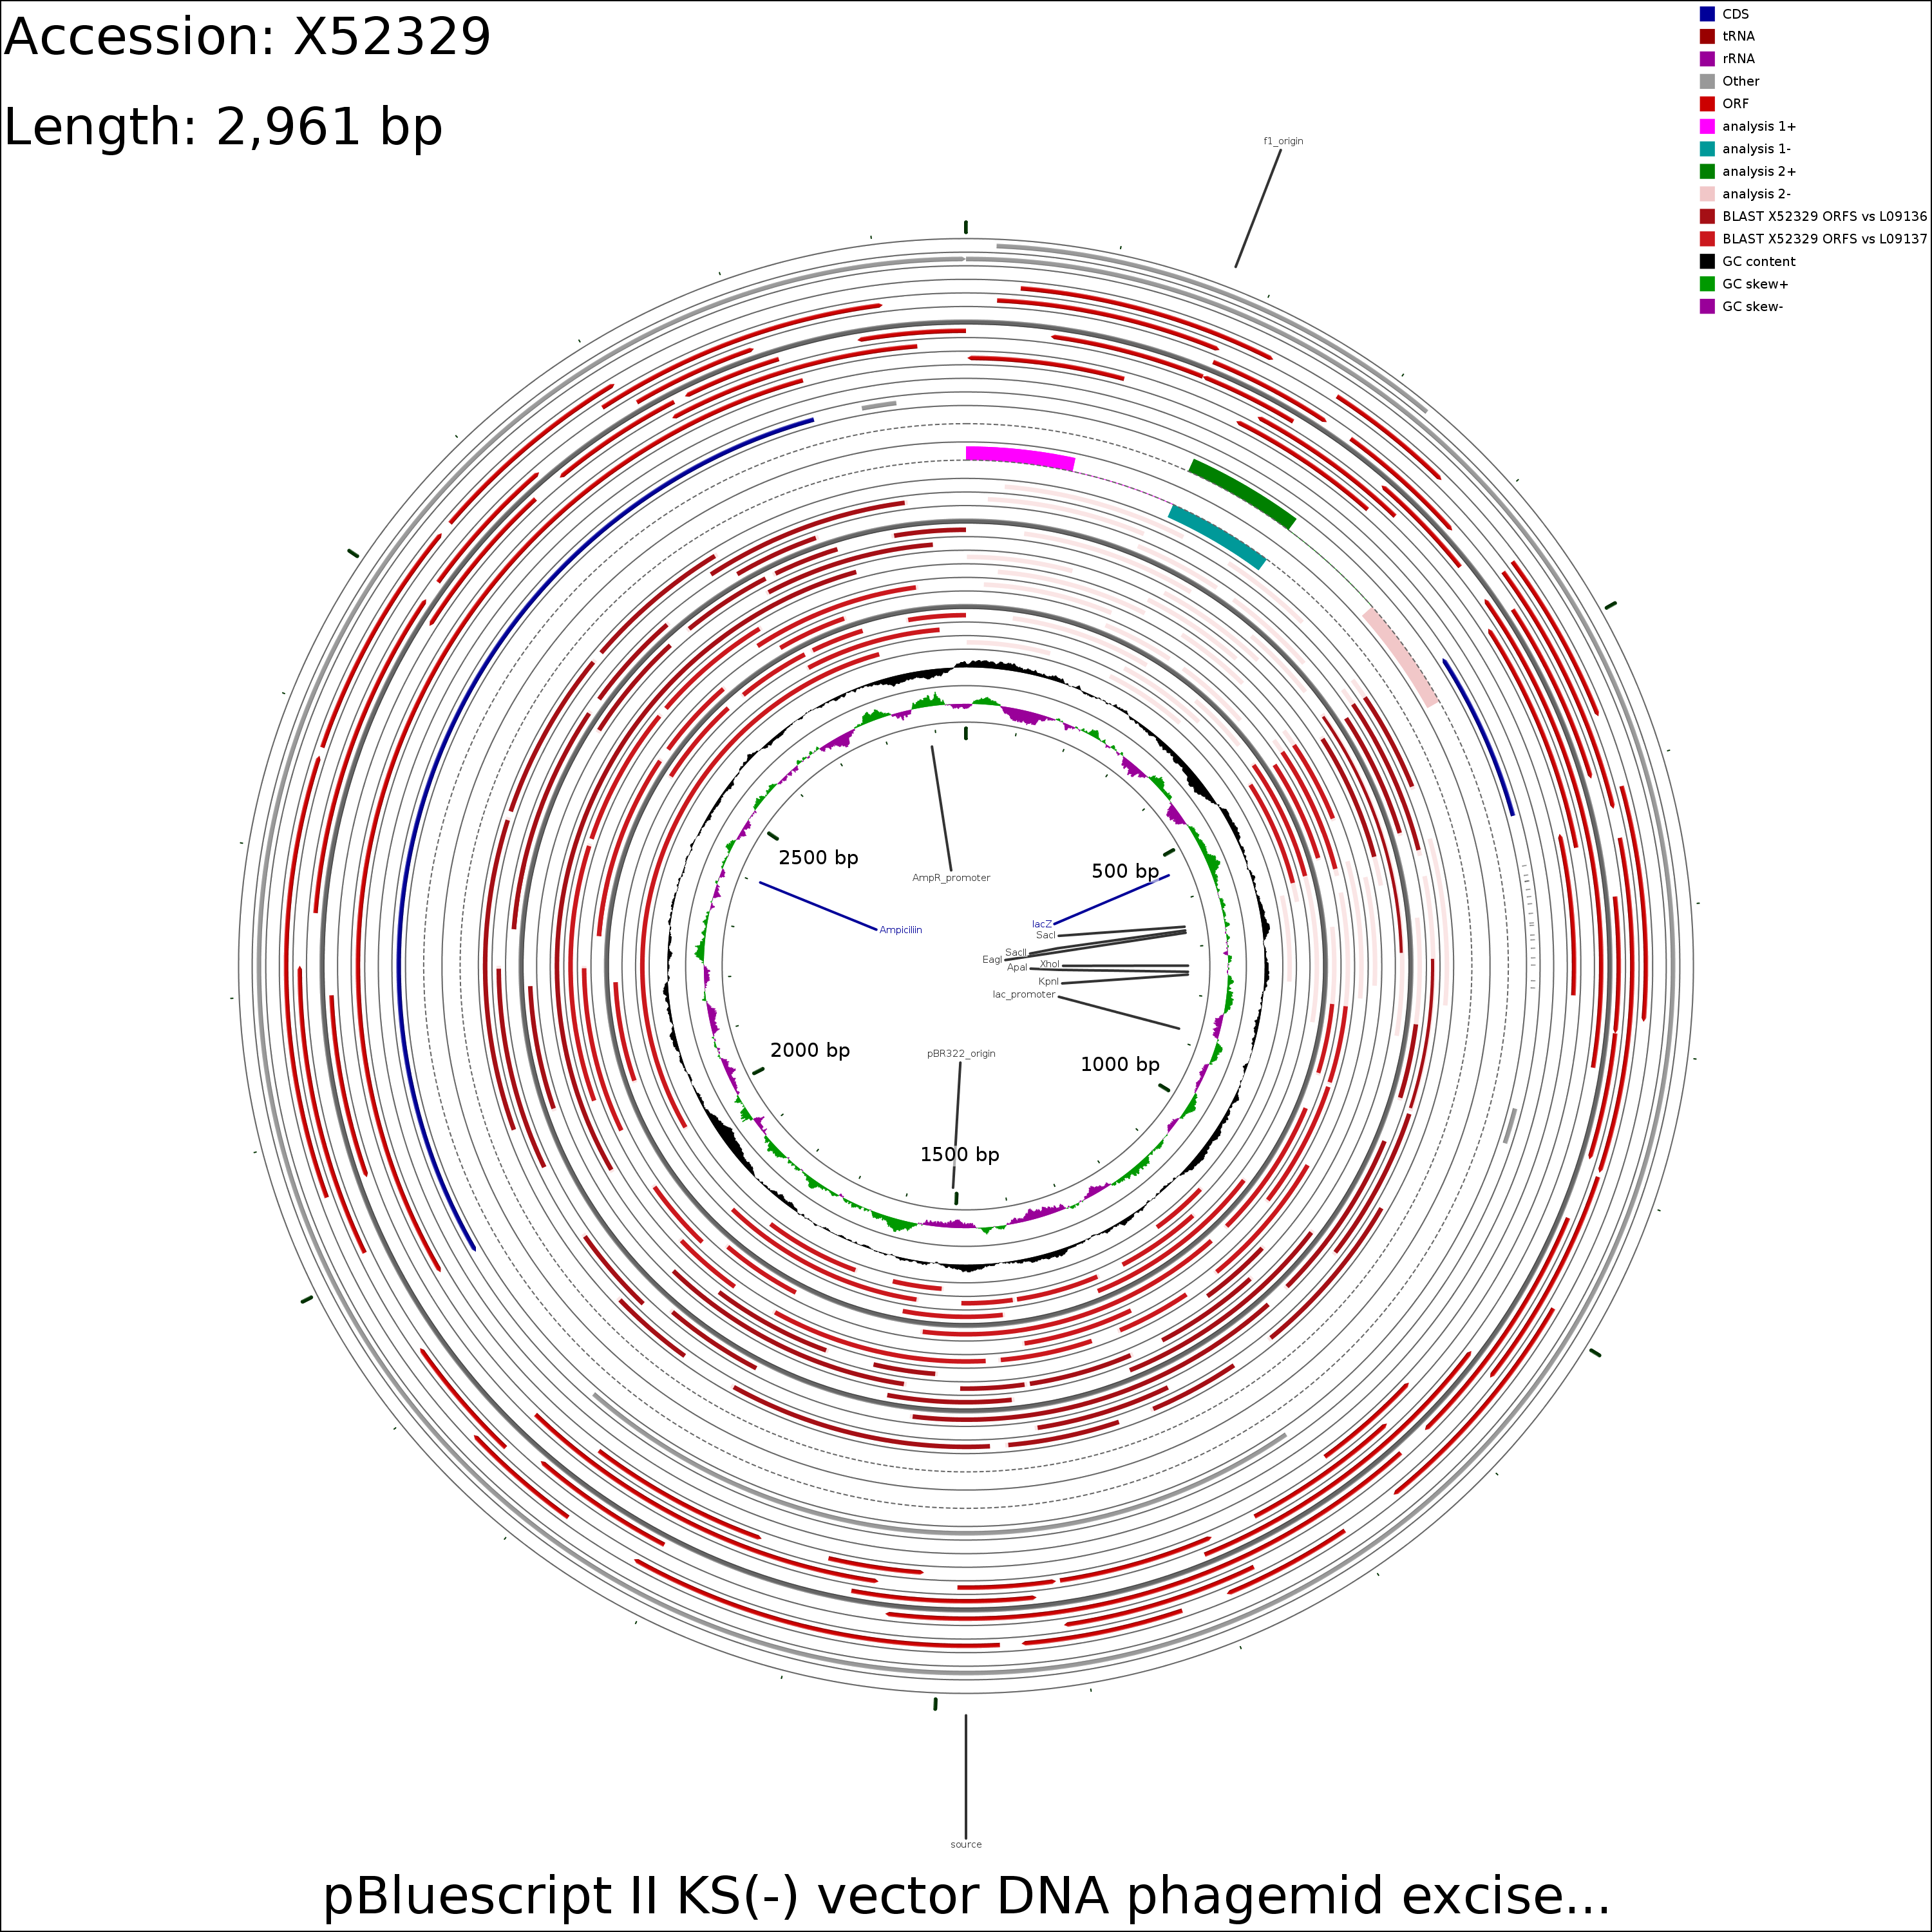 Accession: X52329
Length: 2,961 bp
CDS
tRNA
rRNA
Other
ORF
analysis 1+
analysis 1-
analysis 2+
analysis 2-
BLAST X52329 ORFS vs L09136
BLAST X52329 ORFS vs L09137
GC content
GC skew+
GC skew-
f1_origin
2500 bp
500 bp
AmpR_promoter
lacZ
Ampicillin
SacI
SacII
EagI
XhoI
ApaI
KpnI
lac_promoter
2000 bp
pBR322_origin
1000 bp
1500 bp
source
pBluescript II KS(-) vector DNA phagemid excise...